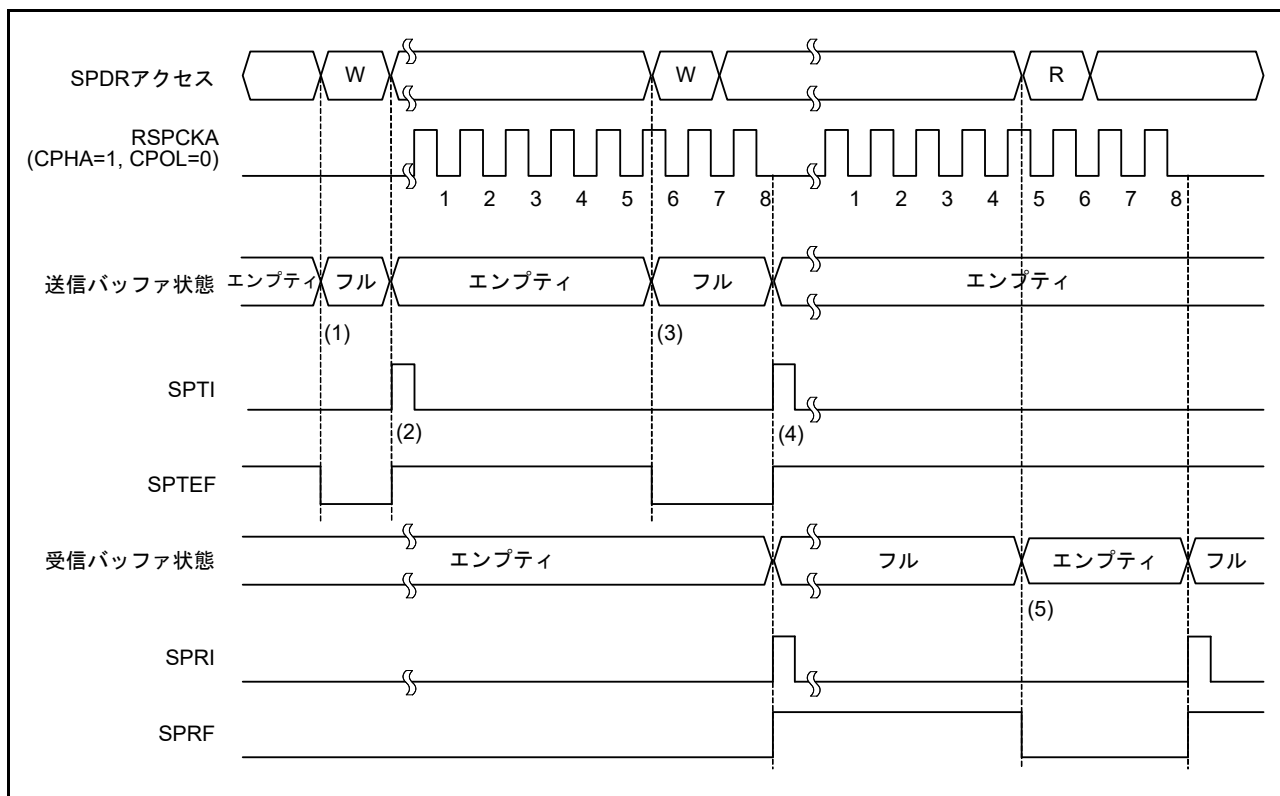 SPDRアクセス
W
W
R
RSPCKA
(CPHA=1, CPOL=0)
1 2 3 4 5 6 7 8
1 2 3 4 5 6 7 8
送信バッファ状態
エンプティ
フル
エンプティ
フル
エンプティ
(1)
(3)
SPTI
(2)
(4)
SPTEF
受信バッファ状態
エンプティ
フル
エンプティ
フル
(5)
SPRI
SPRF